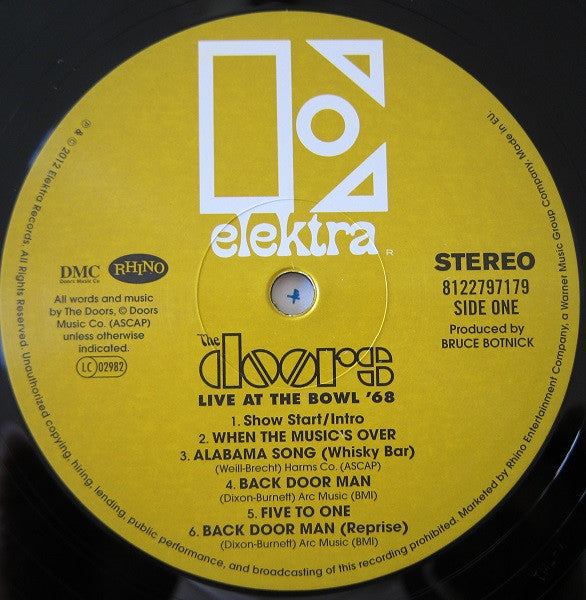 elektra
R
DMC
Doors Music Co.
RHINO
All words and music
by The Doors, © Doors
Music Co. (ASCAP)
unless otherwise
indicated.
LC 02982
STEREO
8122797179
SIDE ONE
Produced by
BRUCE BOTNICK
The
doors
LIVE AT THE BOWL '68
1. Show Start/Intro
2. WHEN THE MUSIC'S OVER
3. ALABAMA SONG (Whisky Bar)
(Weill-Brecht) Harms Co. (ASCAP)
4. BACK DOOR MAN
(Dixon-Burnett) Arc Music (BMI)
5. FIVE TO ONE
6. BACK DOOR MAN (Reprise)
(Dixon-Burnett) Arc Music (BMI)
℗ & © 2012 Elektra Records. All Rights Reserved. Unauthorized copying, hiring, lending, public performance, and broadcasting of this recording prohibited. Marketed by Rhino Entertainment Company, a Warner Music Group Company. Made in EU.